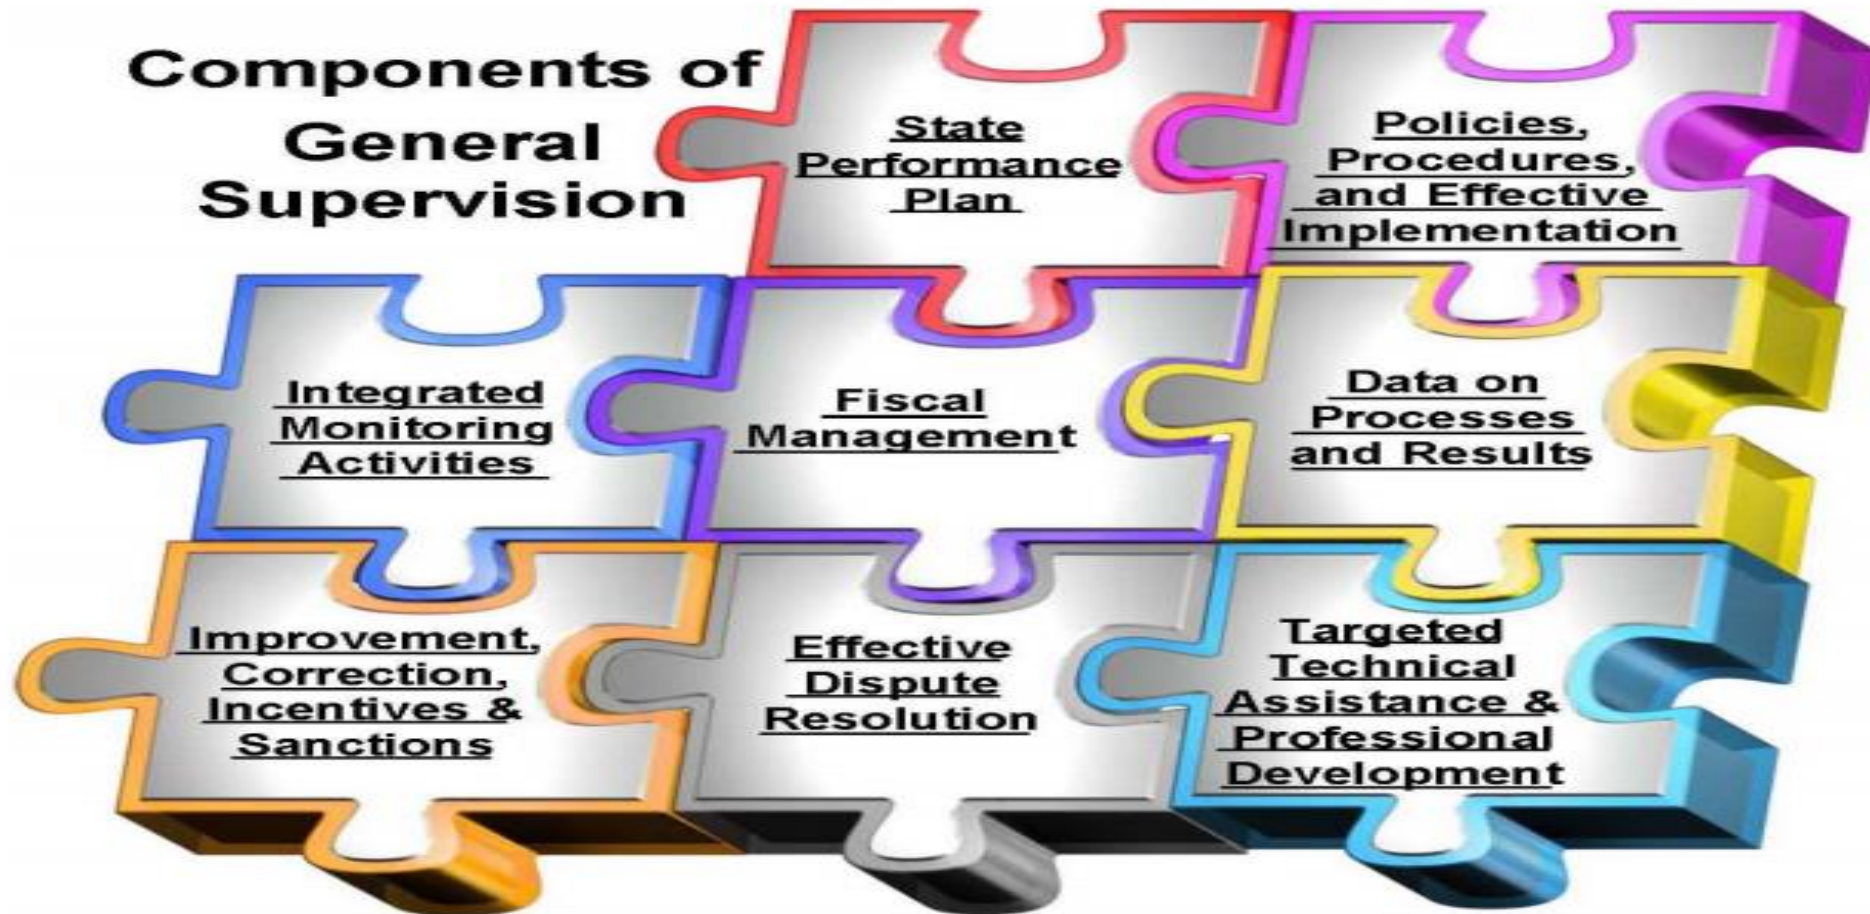 Components of
General
Supervision
State
Performance
Plan
Policies,
Procedures,
and Effective
Implementation
Integrated
Monitoring
Activities
Fiscal
Management
Data on
Processes
and Results
Improvement,
Correction,
Incentives &
Sanctions
Effective
Dispute
Resolution
Targeted
Technical
Assistance &
Professional
Development